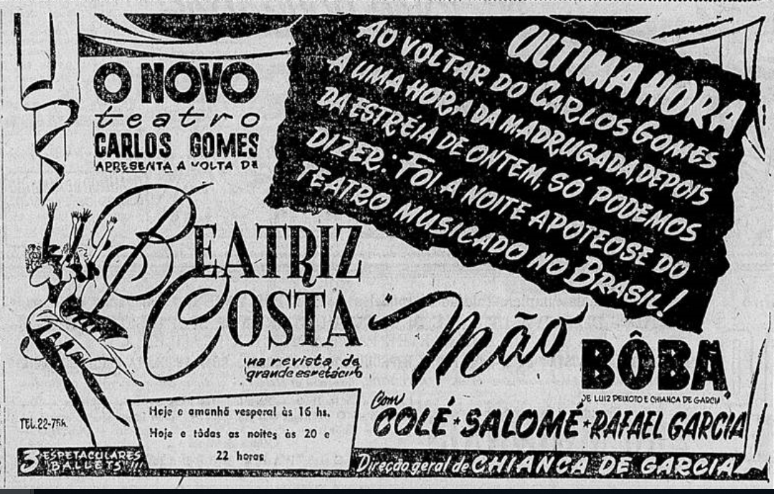 O NOVO
teatro
CARLOS GOMES
APRESENTA A VOLTA DE
BEATRIZ
COSTA
na revista de
grande espetáculo
ULTIMA HORA
AO VOLTAR DO CARLOS GOMES
A UMA HORA DA MADRUGADA, DEPOIS
DA ESTREIA DE ONTEM, SÓ PODEMOS
DIZER: FOI A NOITE APOTEOSE DO
TEATRO MUSICADO NO BRASIL!
"Mão
BÔBA"
DE LUIZ PEIXOTO E CHIANCA DE GARCIA
Com
COLÉ * SALOMÉ * RAFAEL GARCIA
TEL. 22-75
Hoje e amanhã vesperal às 16 hs.
Hoje e tôdas as noites às 20 e
22 horas
3 ESPETACULARES
BALLETS!!!
Direcão geral de CHIANCA DE GARCIA